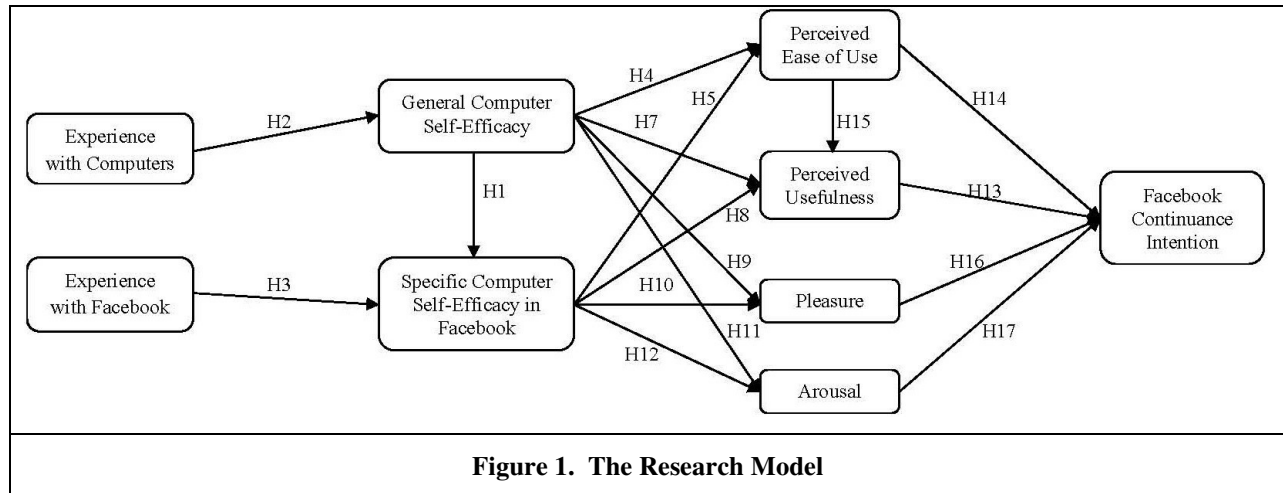 Experience
with Computers
H2
General Computer
Self-Efficacy
H1
Experience
with Facebook
H3
Specific Computer
Self-Efficacy in
Facebook
H4
H5
H7
H8
H9
H10
H11
H12
Perceived
Ease of Use
H15
Perceived
Usefulness
Pleasure
Arousal
H14
H13
H16
H17
Facebook
Continuance
Intention
Figure 1. The Research Model